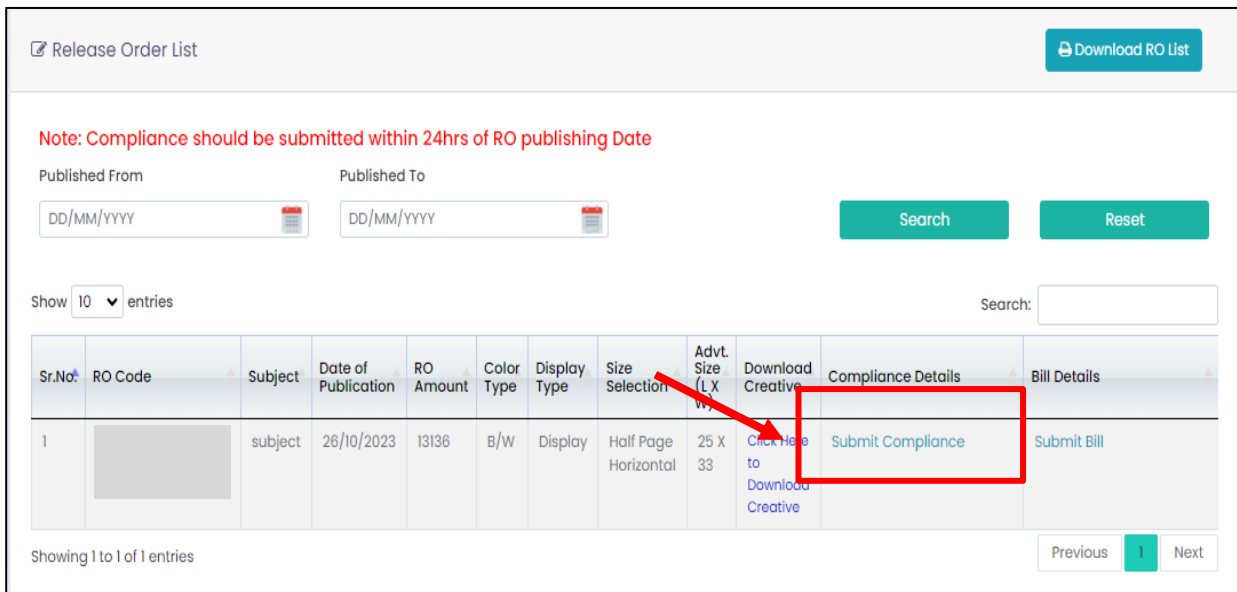 Release Order List
Download RO List
Note: Compliance should be submitted within 24hrs of RO publishing Date
Published From
Published To
DD/MM/YYYY
DD/MM/YYYY
Search
Reset
Show 10 entries
Search:
Sr.No.
RO Code
Subject
Date of
Publication
RO
Amount
Color
Type
Display
Type
Size
Selection
Advt.
Size
(L X
W)
Download
Creative
Compliance Details
Bill Details
1
subject
26/10/2023
13136
B/W
Display
Half Page
Horizontal
25 X
33
Click Here
to
Download
Creative
Submit Compliance
Submit Bill
Showing 1 to 1 of 1 entries
Previous
1
Next